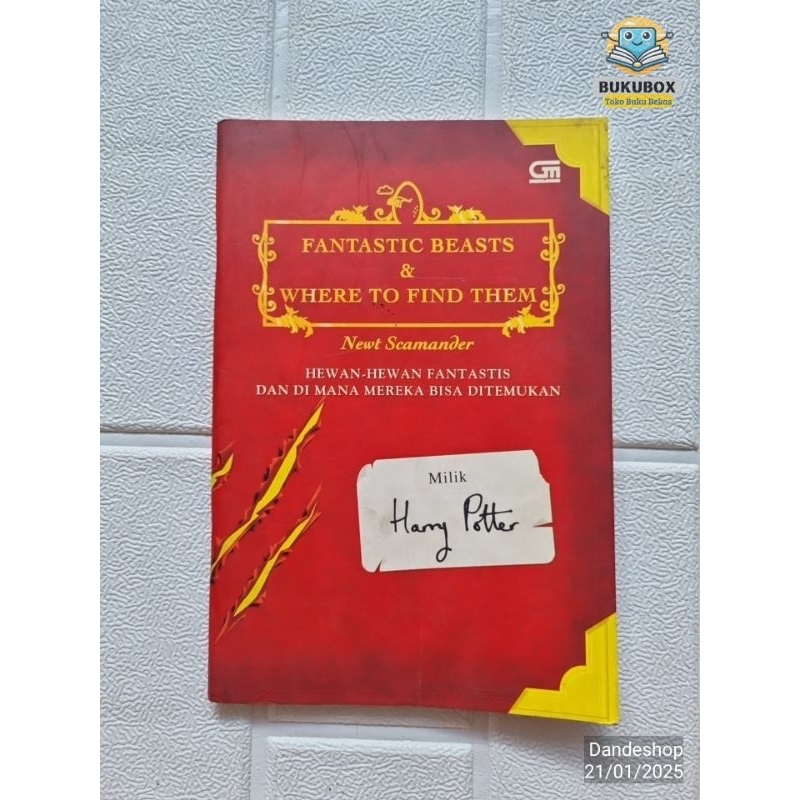 BUKUBOX
Toko Buku Bekas
GM
FANTASTIC BEASTS
&
WHERE TO FIND THEM
Newt Scamander
HEWAN-HEWAN FANTASTIS
DAN DI MANA MEREKA BISA DITEMUKAN
Milik
Harry Potter
Dandeshop
21/01/2025